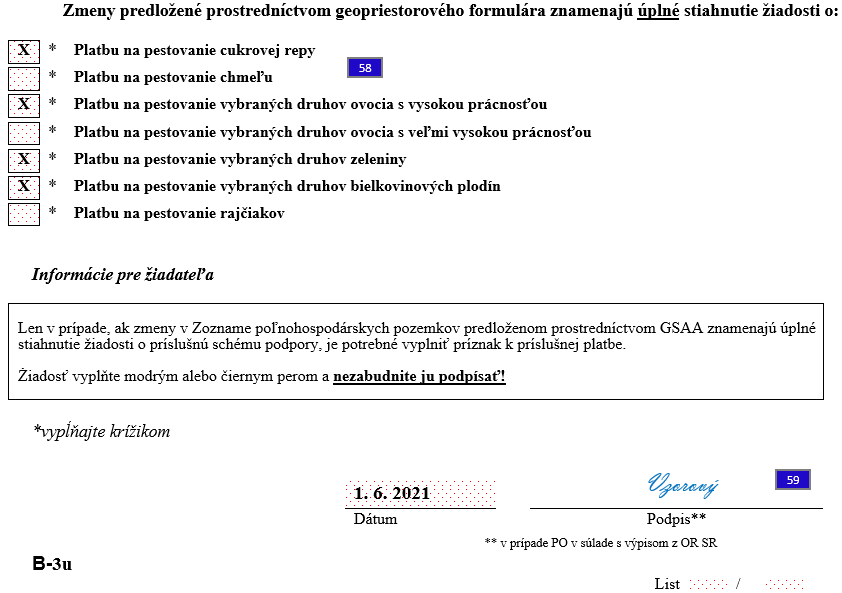 Zmeny predložené prostredníctvom geopriestorového formulára znamenajú úplné stiahnutie žiadosti o:
X * Platbu na pestovanie cukrovej repy
58
* Platbu na pestovanie chmeľu
X * Platbu na pestovanie vybraných druhov ovocia s vysokou prácnosťou
* Platbu na pestovanie vybraných druhov ovocia s veľmi vysokou prácnosťou
X * Platbu na pestovanie vybraných druhov zeleniny
X * Platbu na pestovanie vybraných druhov bielkovinových plodín
* Platbu na pestovanie rajčiakov
Informácie pre žiadateľa
Len v prípade, ak zmeny v Zozname poľnohospodárskych pozemkov predloženom prostredníctvom GSAA znamenajú úplné
stiahnutie žiadosti o príslušnú schému podpory, je potrebné vyplniť príznak k príslušnej platbe.
Žiadosť vyplňte modrým alebo čiernym perom a nezabudnite ju podpísať!
*vypĺňajte krížikom
1. 6. 2021
Vzorový
59
Dátum
Podpis**
** v prípade PO v súlade s výpisom z OR SR
B-3u
List /